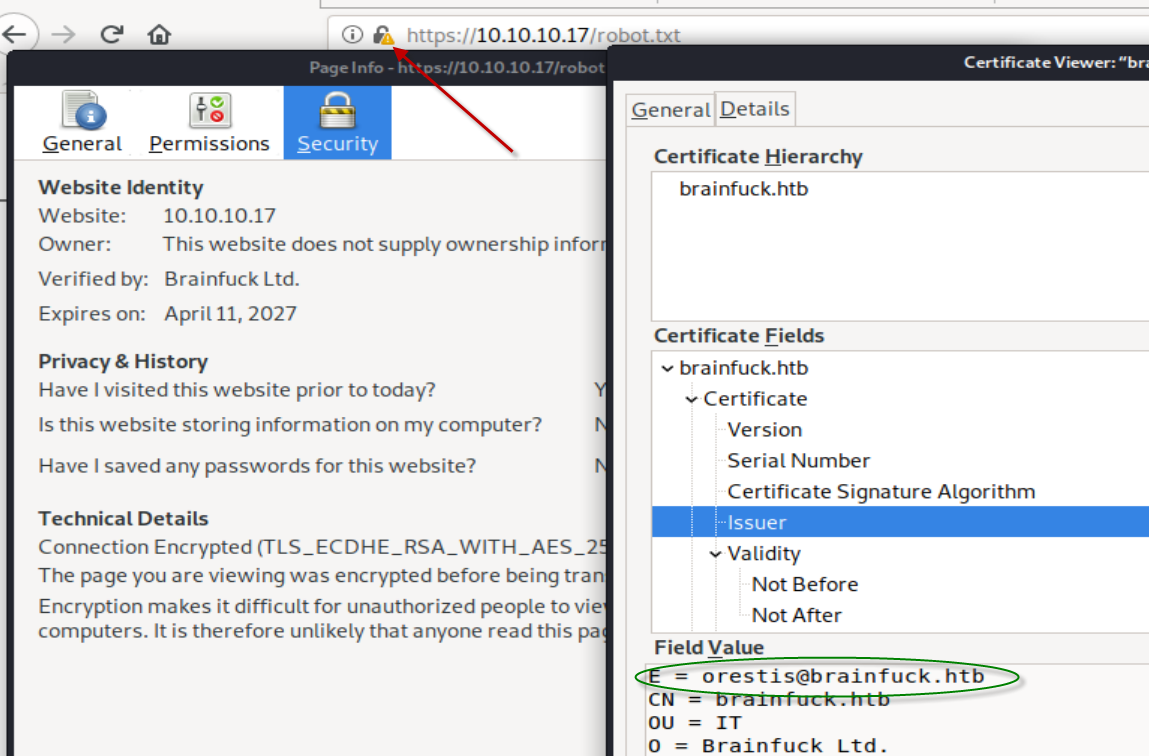 https://10.10.10.17/robot.txt
Page Info - https://10.10.10.17/robot
General Permissions Security
Website Identity
Website: 10.10.10.17
Owner: This website does not supply ownership infor
Verified by: Brainfuck Ltd.
Expires on: April 11, 2027
Privacy & History
Have I visited this website prior to today? Y
Is this website storing information on my computer? N
Have I saved any passwords for this website? N
Technical Details
Connection Encrypted (TLS_ECDHE_RSA_WITH_AES_25
The page you are viewing was encrypted before being tran
Encryption makes it difficult for unauthorized people to vie
computers. It is therefore unlikely that anyone read this pag
Certificate Viewer: "bra
General Details
Certificate Hierarchy
brainfuck.htb
Certificate Fields
brainfuck.htb
Certificate
Version
Serial Number
Certificate Signature Algorithm
Issuer
Validity
Not Before
Not After
Field Value
E = orestis@brainfuck.htb
CN = brainfuck.htb
OU = IT
O = Brainfuck Ltd.